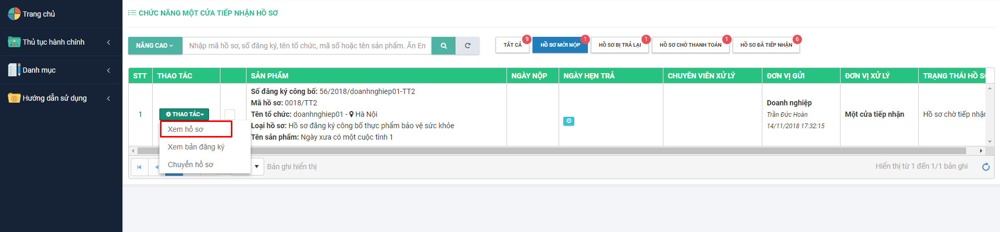 Trang chủ
Thủ tục hành chính
Danh mục
Hướng dẫn sử dụng
CHỨC NĂNG MỘT CỬA TIẾP NHẬN HỒ SƠ
NÂNG CAO
Nhập mã hồ sơ, số đăng ký, tên tổ chức, mã số hoặc tên sản phẩm. Ấn En
TẤT CẢ 9
HỒ SƠ MỚI NỘP 1
HỒ SƠ BỊ TRẢ LẠI 1
HỒ SƠ CHỜ THANH TOÁN 1
HỒ SƠ ĐÃ TIẾP NHẬN 6
STT THAO TÁC SẢN PHẨM NGÀY NỘP NGÀY HẸN TRẢ CHUYÊN VIÊN XỬ LÝ ĐƠN VỊ GỬI ĐƠN VỊ XỬ LÝ TRẠNG THÁI HỒ SƠ
1
THAO TÁC
Xem hồ sơ
Xem bản đăng ký
Chuyển hồ sơ
Số đăng ký công bố: 56/2018/doanhnghiep01-TT2
Mã hồ sơ: 0018/TT2
Tên tổ chức: doanhnghiep01 - Hà Nội
Loại hồ sơ: Hồ sơ đăng ký công bố thực phẩm bảo vệ sức khỏe
Tên sản phẩm: Ngày xưa có một cuộc tình 1
Doanh nghiệp
Trần Đức Hoàn
14/11/2018 17:32:15
Một cửa tiếp nhận
Hồ sơ chờ tiếp nhận
Bản ghi hiển thị
Hiển thị từ 1 đến 1/1 bản ghi